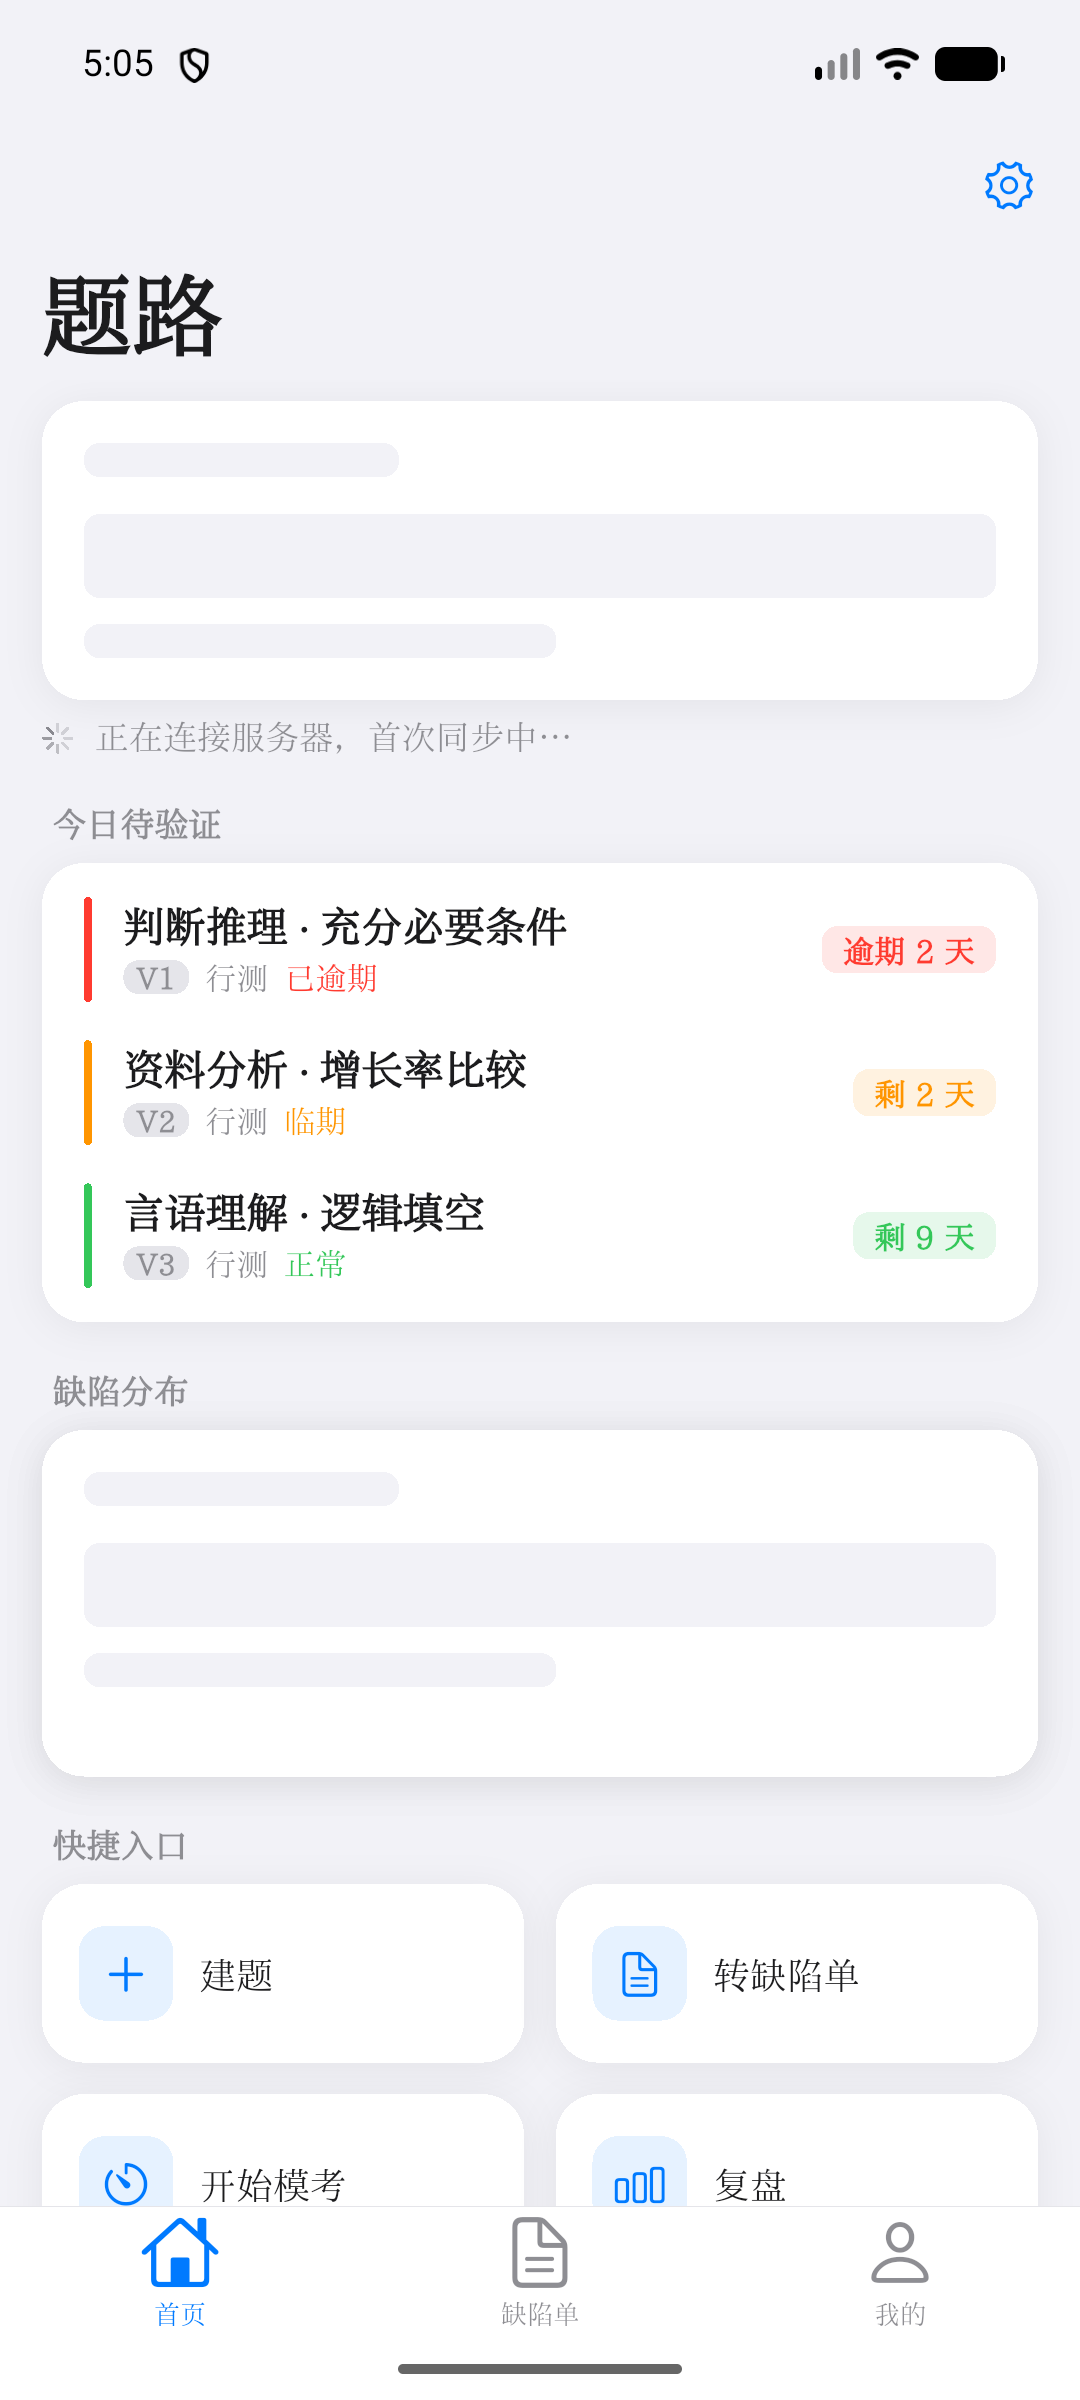 5:05
题路
正在连接服务器，首次同步中…
今日待验证
判断推理 · 充分必要条件
V1 行测 已逾期
逾期 2 天
资料分析 · 增长率比较
V2 行测 临期
剩 2 天
言语理解 · 逻辑填空
V3 行测 正常
剩 9 天
缺陷分布
快捷入口
建题
转缺陷单
开始模考
复盘
首页
缺陷单
我的